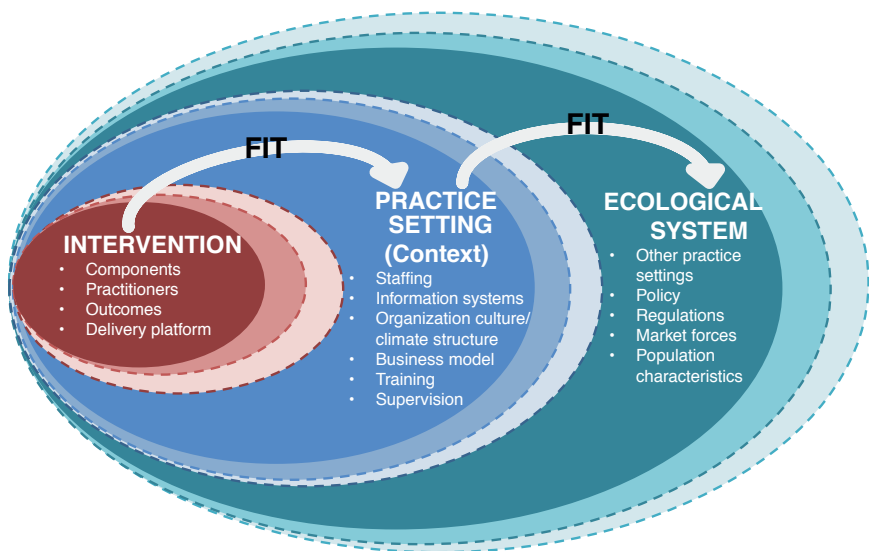 FIT
FIT
INTERVENTION
• Components
• Practitioners
• Outcomes
• Delivery platform
PRACTICE
SETTING
(Context)
• Staffing
• Information systems
• Organization culture/
climate structure
• Business model
• Training
• Supervision
ECOLOGICAL
SYSTEM
• Other practice
settings
• Policy
• Regulations
• Market forces
• Population
characteristics